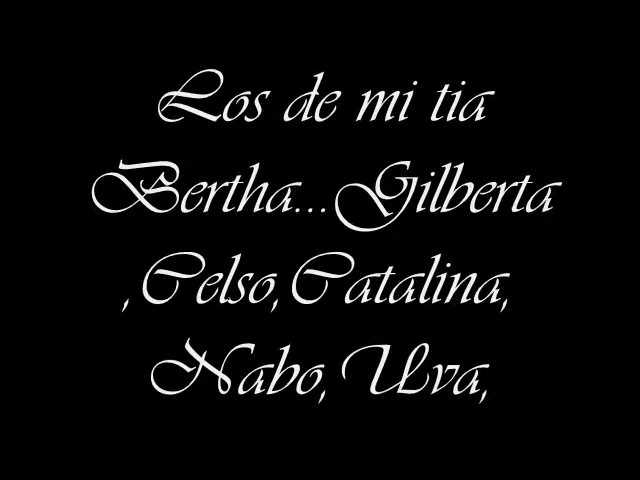 Los de mi tia
Bertha...Gilberta
,Celso,Catalina,
Nabo,Uva,